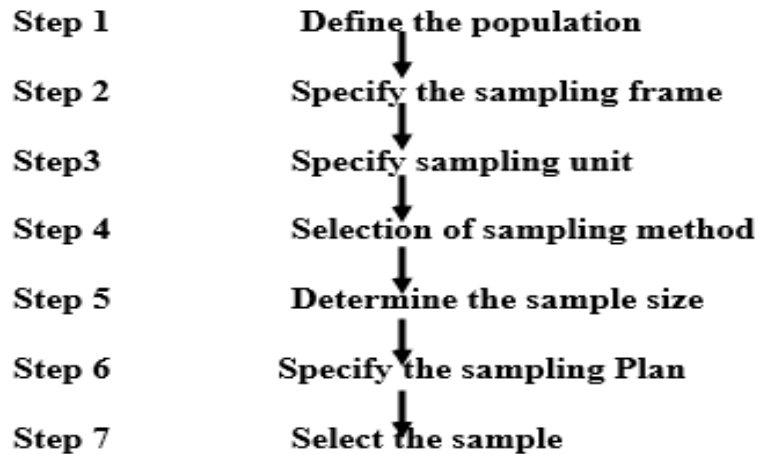 Step 1 Define the population
Step 2 Specify the sampling frame
Step3 Specify sampling unit
Step 4 Selection of sampling method
Step 5 Determine the sample size
Step 6 Specify the sampling Plan
Step 7 Select the sample